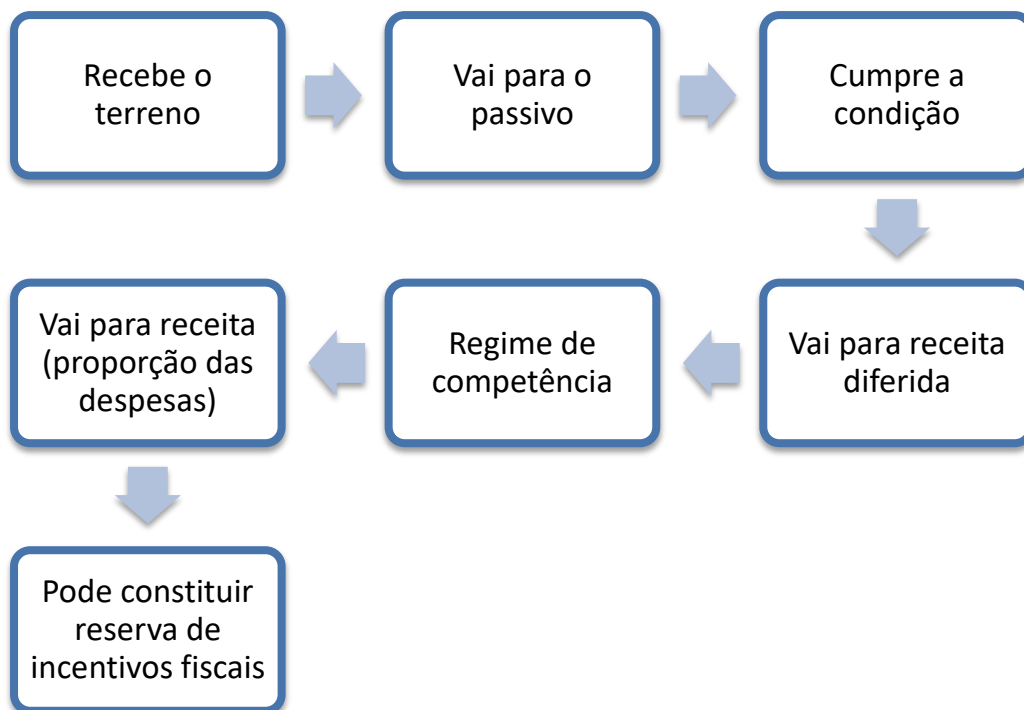 Recebe o
terreno
Vai para o
passivo
Cumpre a
condição
Vai para receita
diferida
Regime de
competência
Vai para receita
(proporção das
despesas)
Pode constituir
reserva de
incentivos fiscais